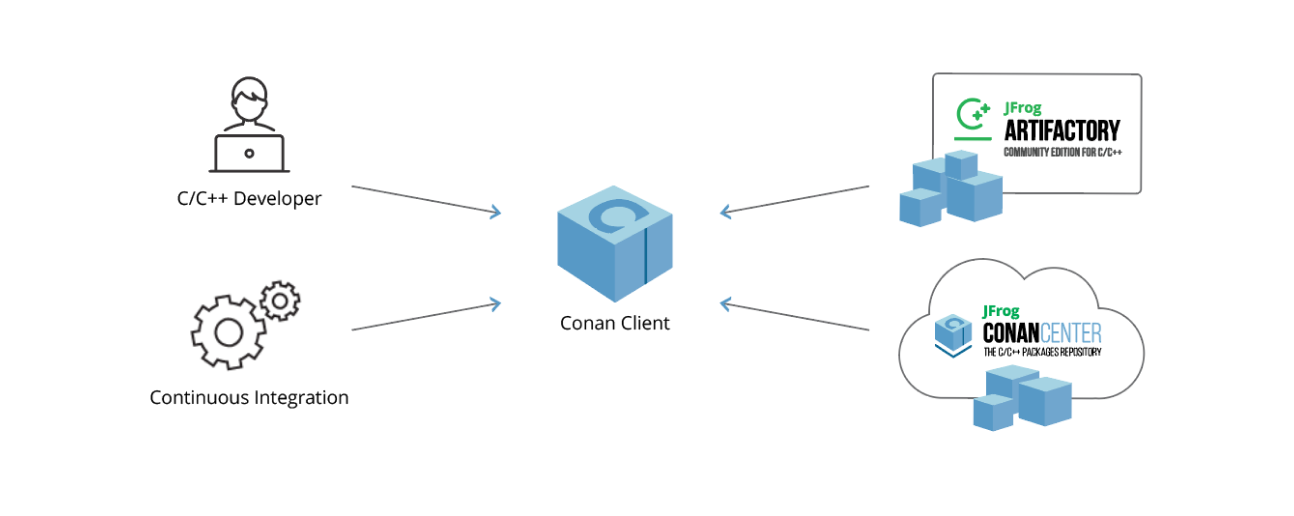 JFrog
ARTIFACTORY
COMMUNITY EDITION FOR C/C++
C/C++ Developer
Conan Client
JFrog
CONANCENTER
THE C/C++ PACKAGES REPOSITORY
Continuous Integration